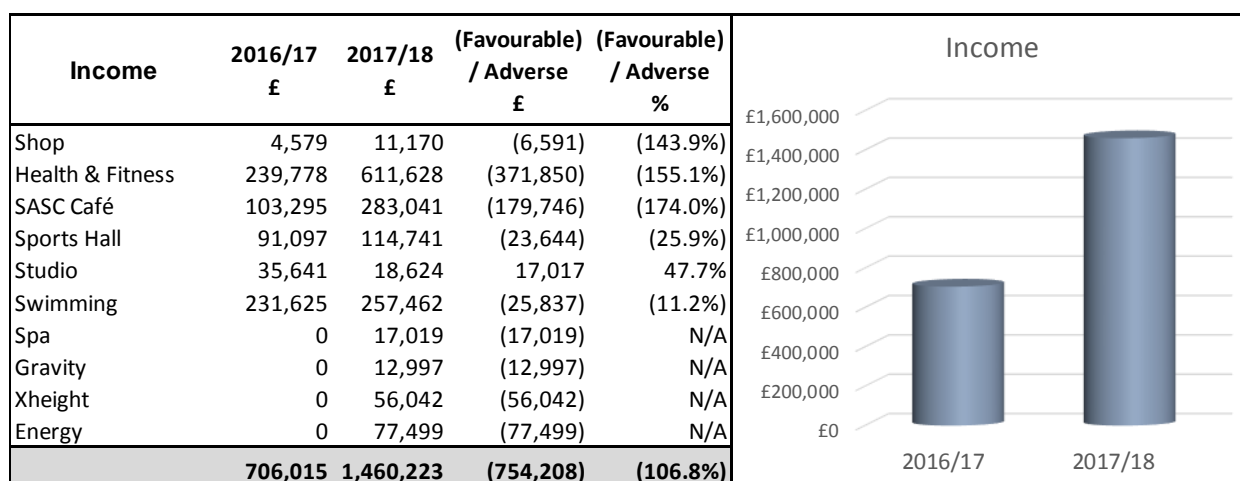 Income 2016/17 £ 2017/18 £ (Favourable) / Adverse £ (Favourable) / Adverse %
Shop 4,579 11,170 (6,591) (143.9%)
Health & Fitness 239,778 611,628 (371,850) (155.1%)
SASC Café 103,295 283,041 (179,746) (174.0%)
Sports Hall 91,097 114,741 (23,644) (25.9%)
Studio 35,641 18,624 17,017 47.7%
Swimming 231,625 257,462 (25,837) (11.2%)
Spa 0 17,019 (17,019) N/A
Gravity 0 12,997 (12,997) N/A
Xheight 0 56,042 (56,042) N/A
Energy 0 77,499 (77,499) N/A
706,015 1,460,223 (754,208) (106.8%)
Income
£1,600,000
£1,400,000
£1,200,000
£1,000,000
£800,000
£600,000
£400,000
£200,000
£0
2016/17 2017/18